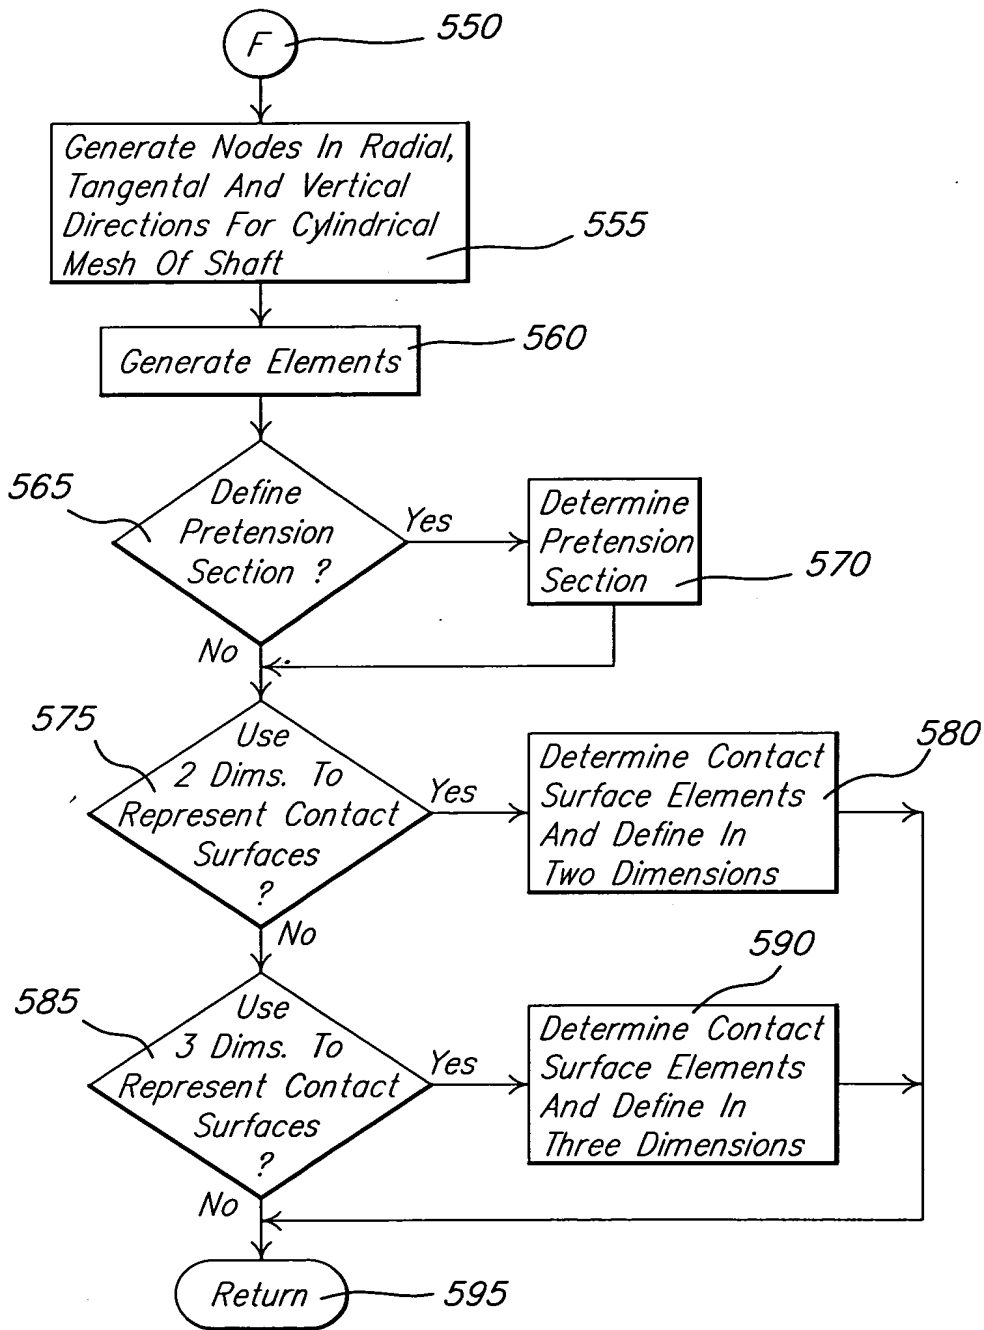 F
550
Generate Nodes In Radial,
Tangental And Vertical
Directions For Cylindrical
Mesh Of Shaft
555
Generate Elements
560
565
Define
Pretension
Section ?
Yes
Determine
Pretension
Section
570
No
575
Use
2 Dims. To
Represent Contact
Surfaces
?
Yes
Determine Contact
Surface Elements
And Define In
Two Dimensions
580
No
585
Use
3 Dims. To
Represent Contact
Surfaces
?
Yes
590
Determine Contact
Surface Elements
And Define In
Three Dimensions
No
Return
595